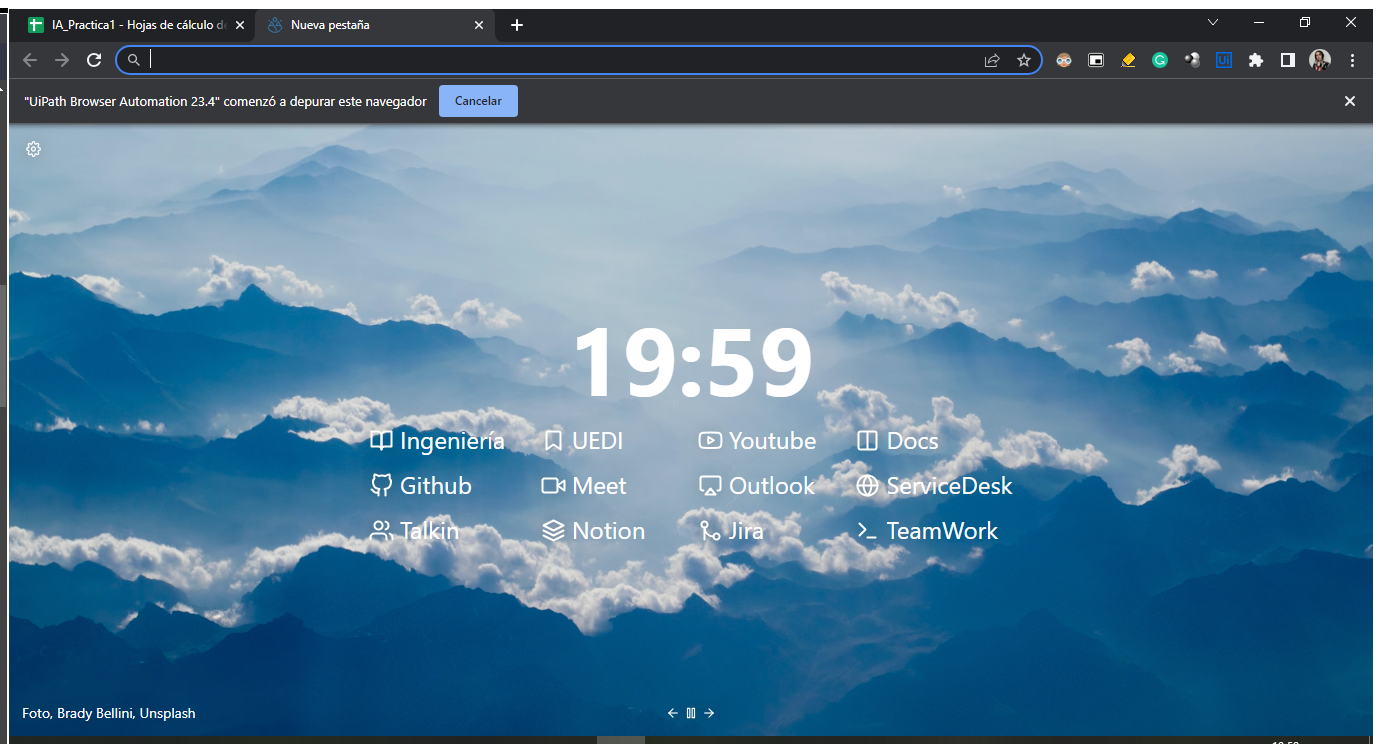 IA_Practica1 - Hojas de cálculo d
Nueva pestaña
"UiPath Browser Automation 23.4" comenzó a depurar este navegador
Cancelar
19:59
Ingeniería UEDI Youtube Docs
Github Meet Outlook ServiceDesk
Talkin Notion Jira TeamWork
Foto, Brady Bellini, Unsplash